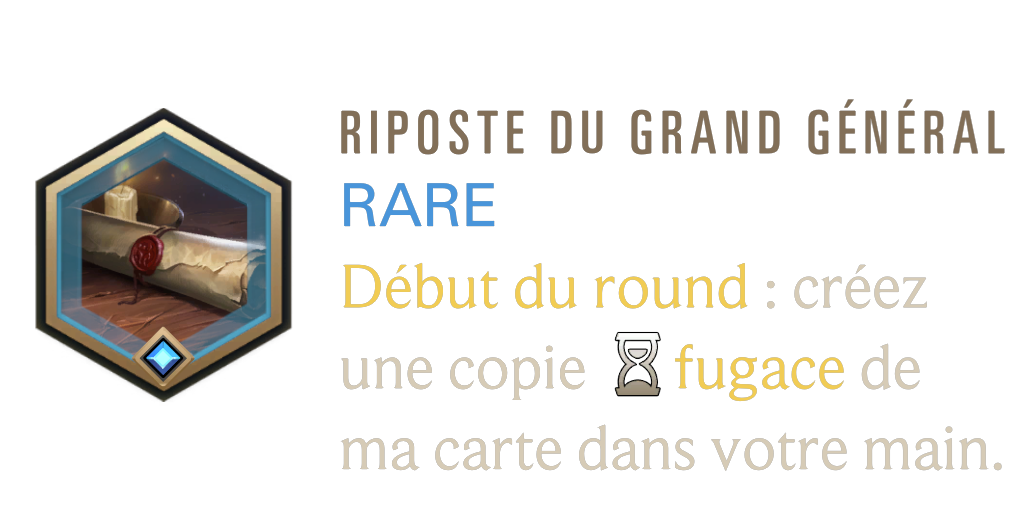 RIPOSTE DU GRAND GÉNÉRAL
RARE
Début du round : créez
une copie fugace de
ma carte dans votre main.